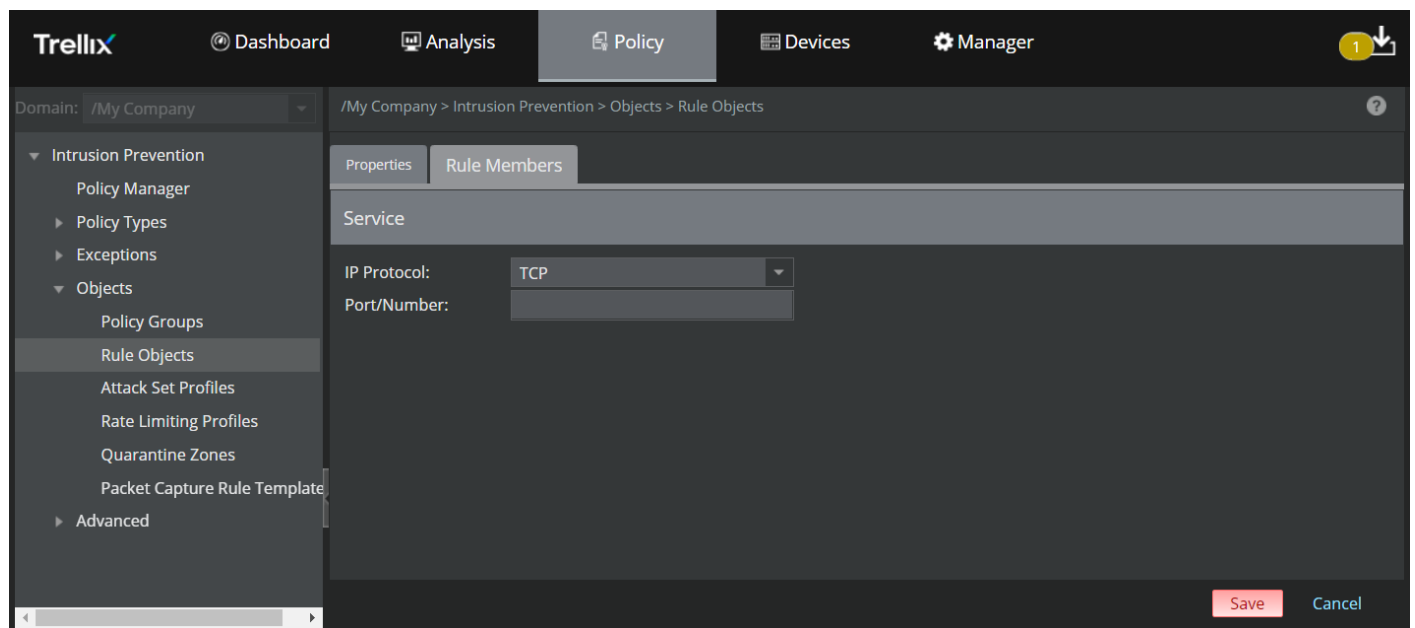 Trellix Dashboard Analysis Policy Devices Manager 1
Domain: /My Company
/My Company > Intrusion Prevention > Objects > Rule Objects ?
Intrusion Prevention
Policy Manager
Policy Types
Exceptions
Objects
Policy Groups
Rule Objects
Attack Set Profiles
Rate Limiting Profiles
Quarantine Zones
Packet Capture Rule Template
Advanced
Properties Rule Members
Service
IP Protocol: TCP
Port/Number:
Save Cancel